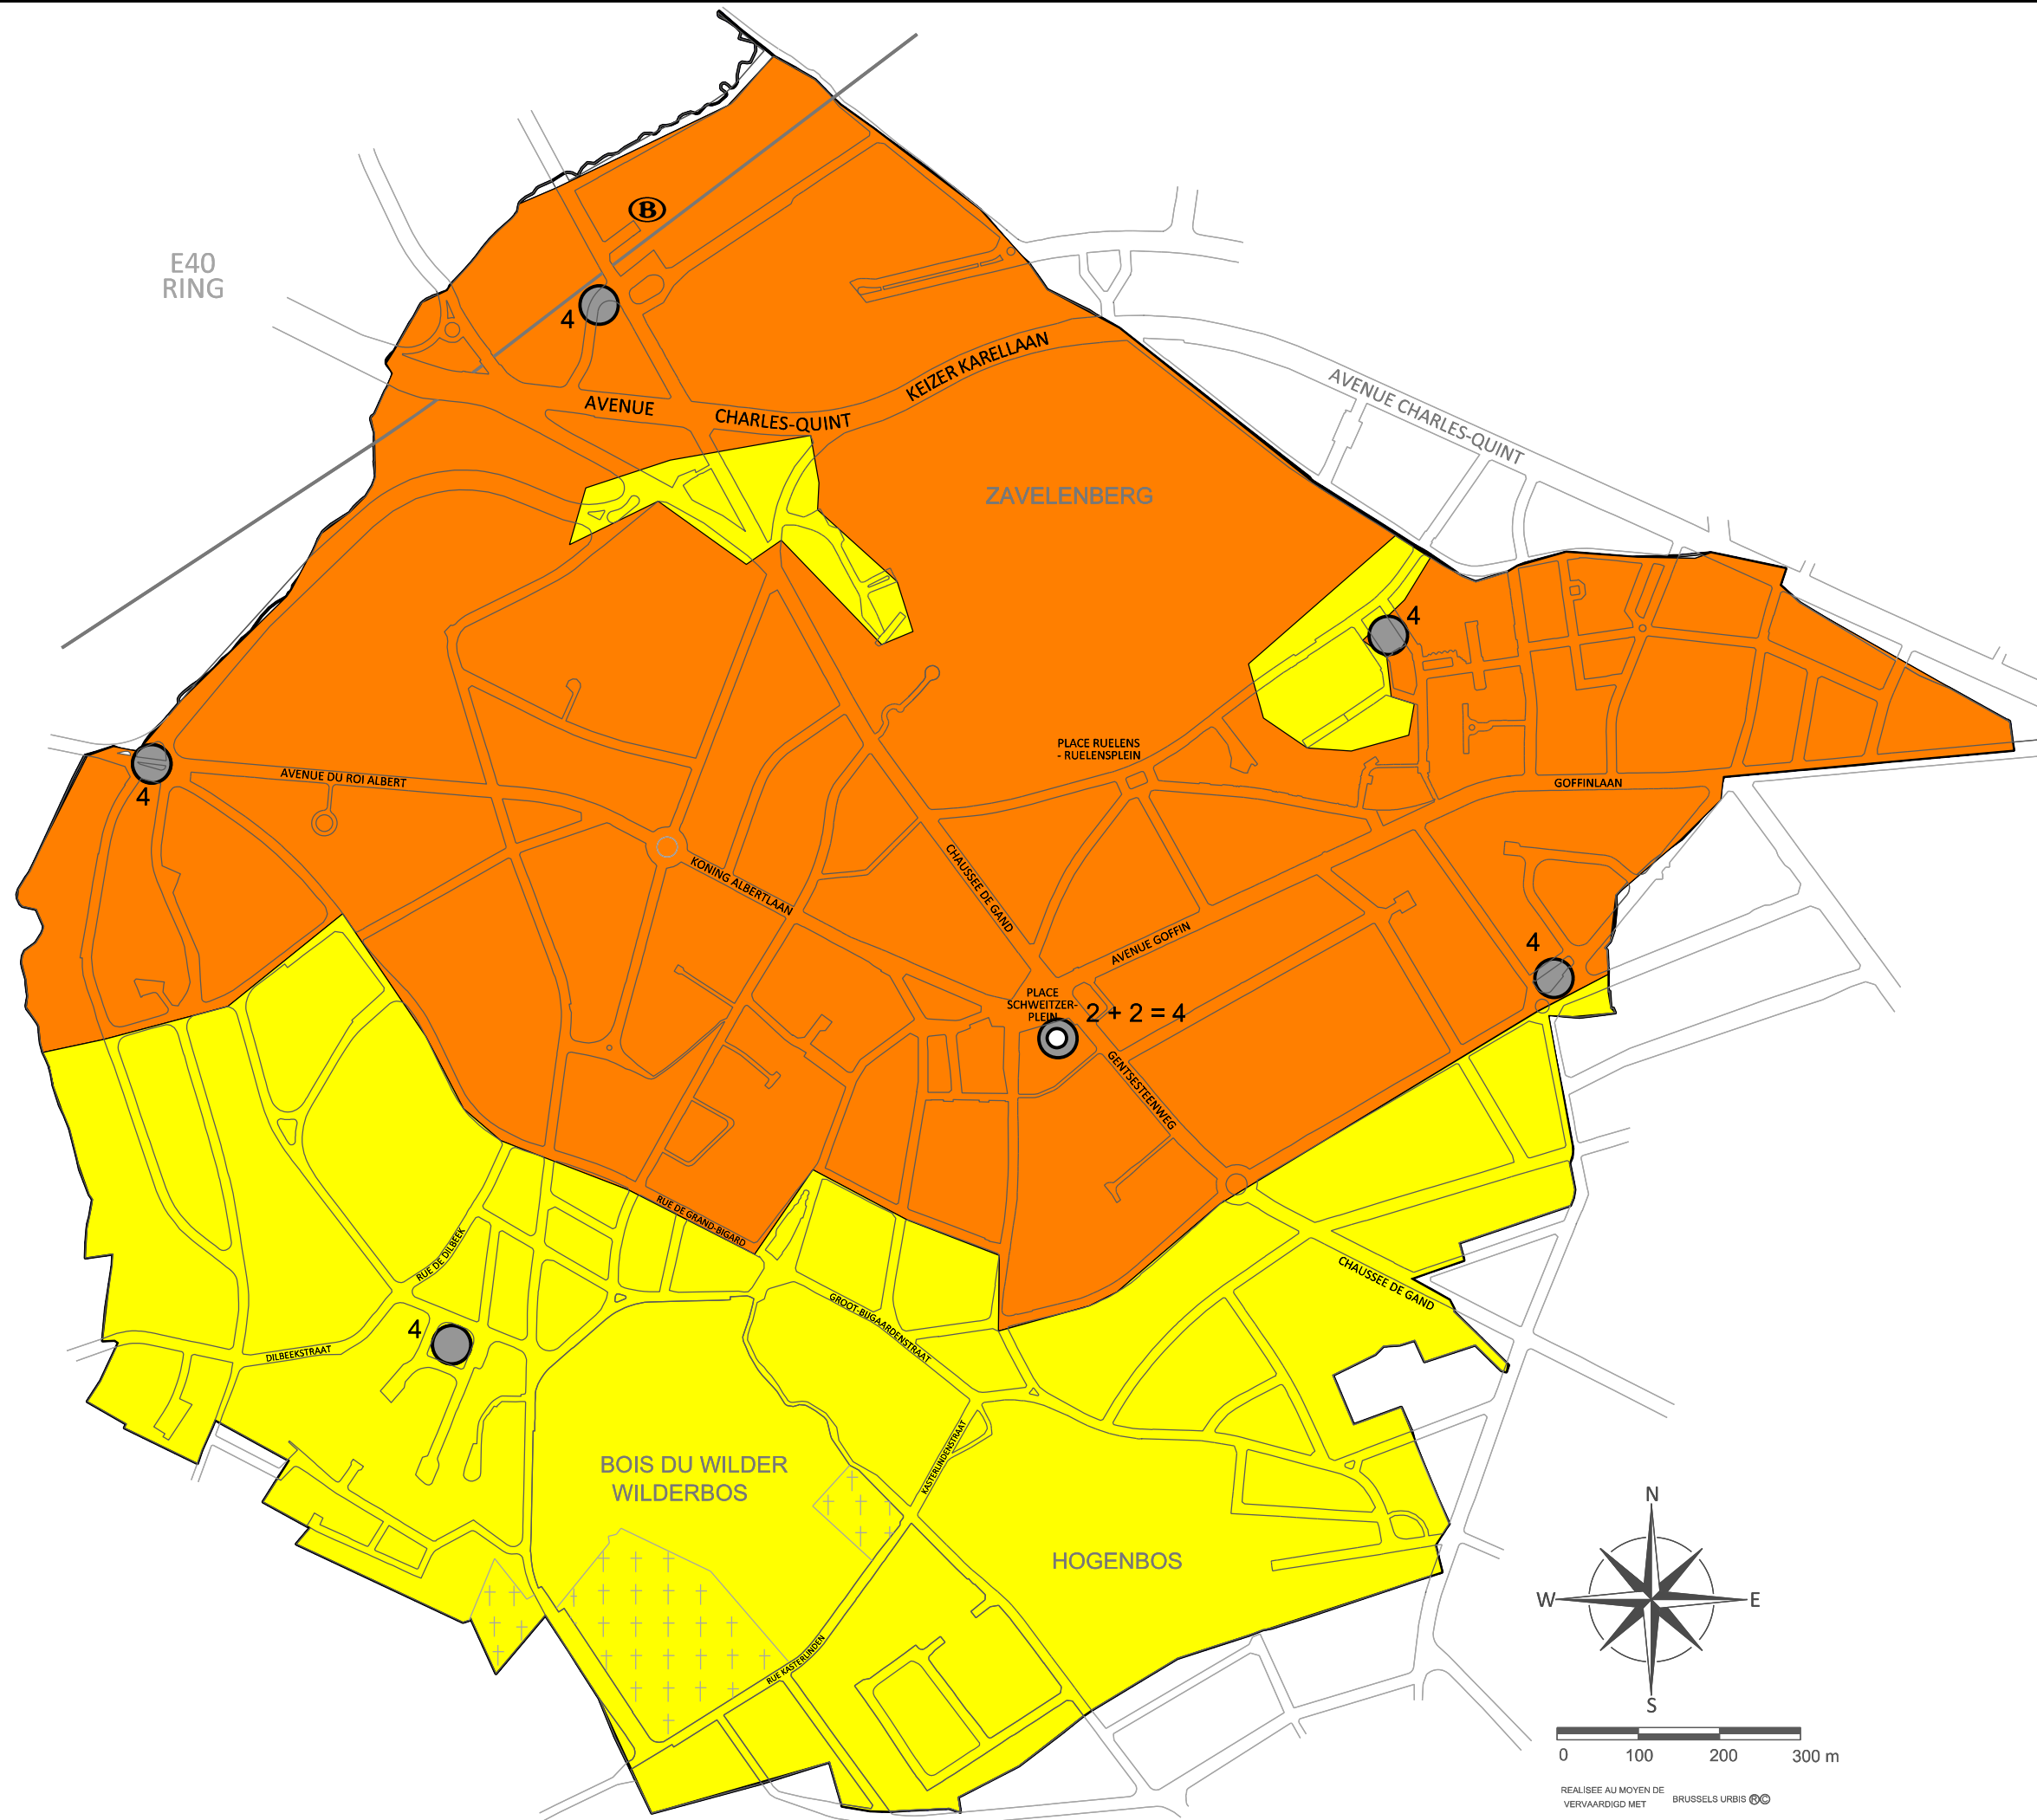 B
E40
RING
4
AVENUE
CHARLES-QUINT
KEIZER KARELLAAN
AVENUE CHARLES-QUINT
ZAVELENBERG
4
PLACE RUELENS
- RUELENSPLEIN
AVENUE DU ROI ALBERT
4
GOFFINLAAN
KONING ALBERTLAAN
CHAUSSEE DE GAND
AVENUE GOFFIN
4
PLACE
SCHWEITZER-
PLEIN
2 + 2 = 4
GENTSESTEENWEG
RUE DE GRAND-BIGARD
RUE DE DILBEEK
CHAUSSEE DE GAND
GROOT-BIJGAARDENSTRAAT
4
DILBEEKSTRAAT
KASTERLINDENSTRAAT
BOIS DU WILDER
WILDERBOS
HOGENBOS
RUE KASTERLINDEN
N
W
E
S
0 100 200 300 m
REALISEE AU MOYEN DE
VERVAARDIGD MET
BRUSSELS URBIS ®©